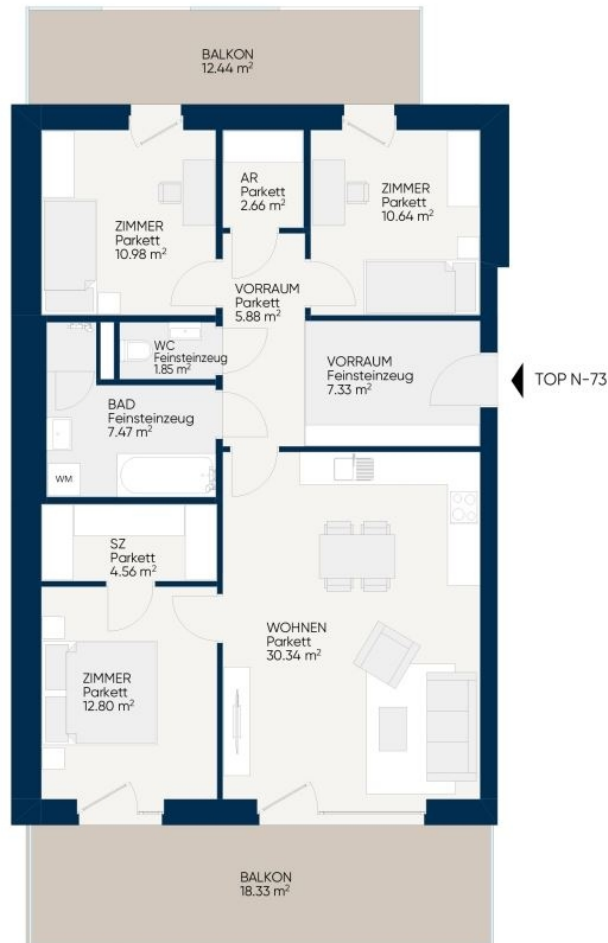 BALKON
12.44 m²
AR
Parkett
2.66 m²
ZIMMER
Parkett
10.64 m²
ZIMMER
Parkett
10.98 m²
VORRAUM
Parkett
5.88 m²
WC
Feinsteinzeug
1.85 m²
VORRAUM
Feinsteinzeug
7.33 m²
TOP N-73
BAD
Feinsteinzeug
7.47 m²
WM
SZ
Parkett
4.56 m²
WOHNEN
Parkett
30.34 m²
ZIMMER
Parkett
12.80 m²
BALKON
18.33 m²